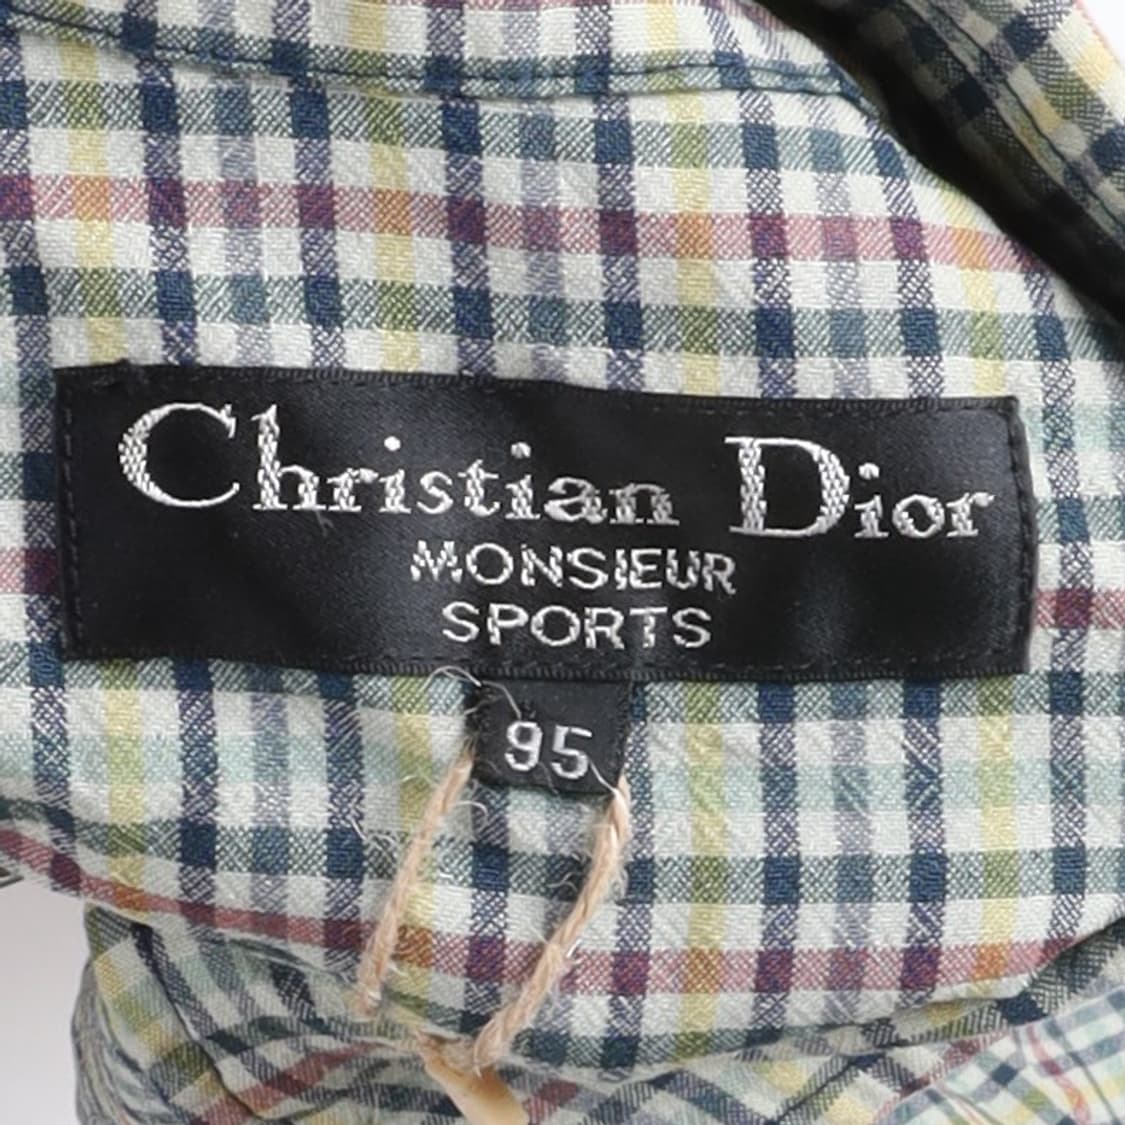 Christian Dior
MONSIEUR
SPORTS
95